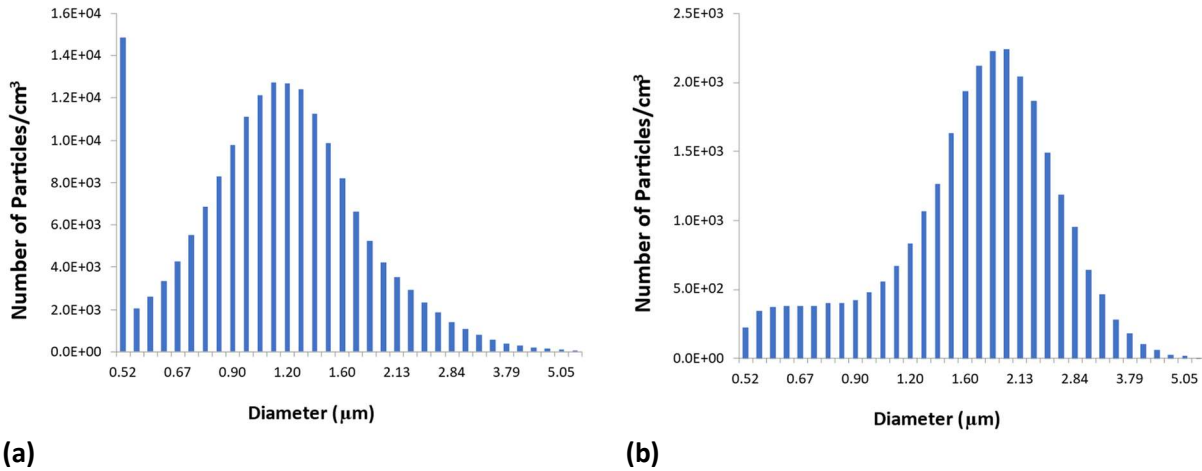 1.6E+04
1.4E+04
1.2E+04
1.0E+04
8.0E+03
6.0E+03
4.0E+03
2.0E+03
0.0E+00
Number of Particles/cm³
0.52 0.67 0.90 1.20 1.60 2.13 2.84 3.79 5.05
Diameter (μm)
(a)
2.5E+03
2.0E+03
1.5E+03
1.0E+03
5.0E+02
0.0E+00
Number of Particles/cm³
0.52 0.67 0.90 1.20 1.60 2.13 2.84 3.79 5.05
Diameter (μm)
(b)